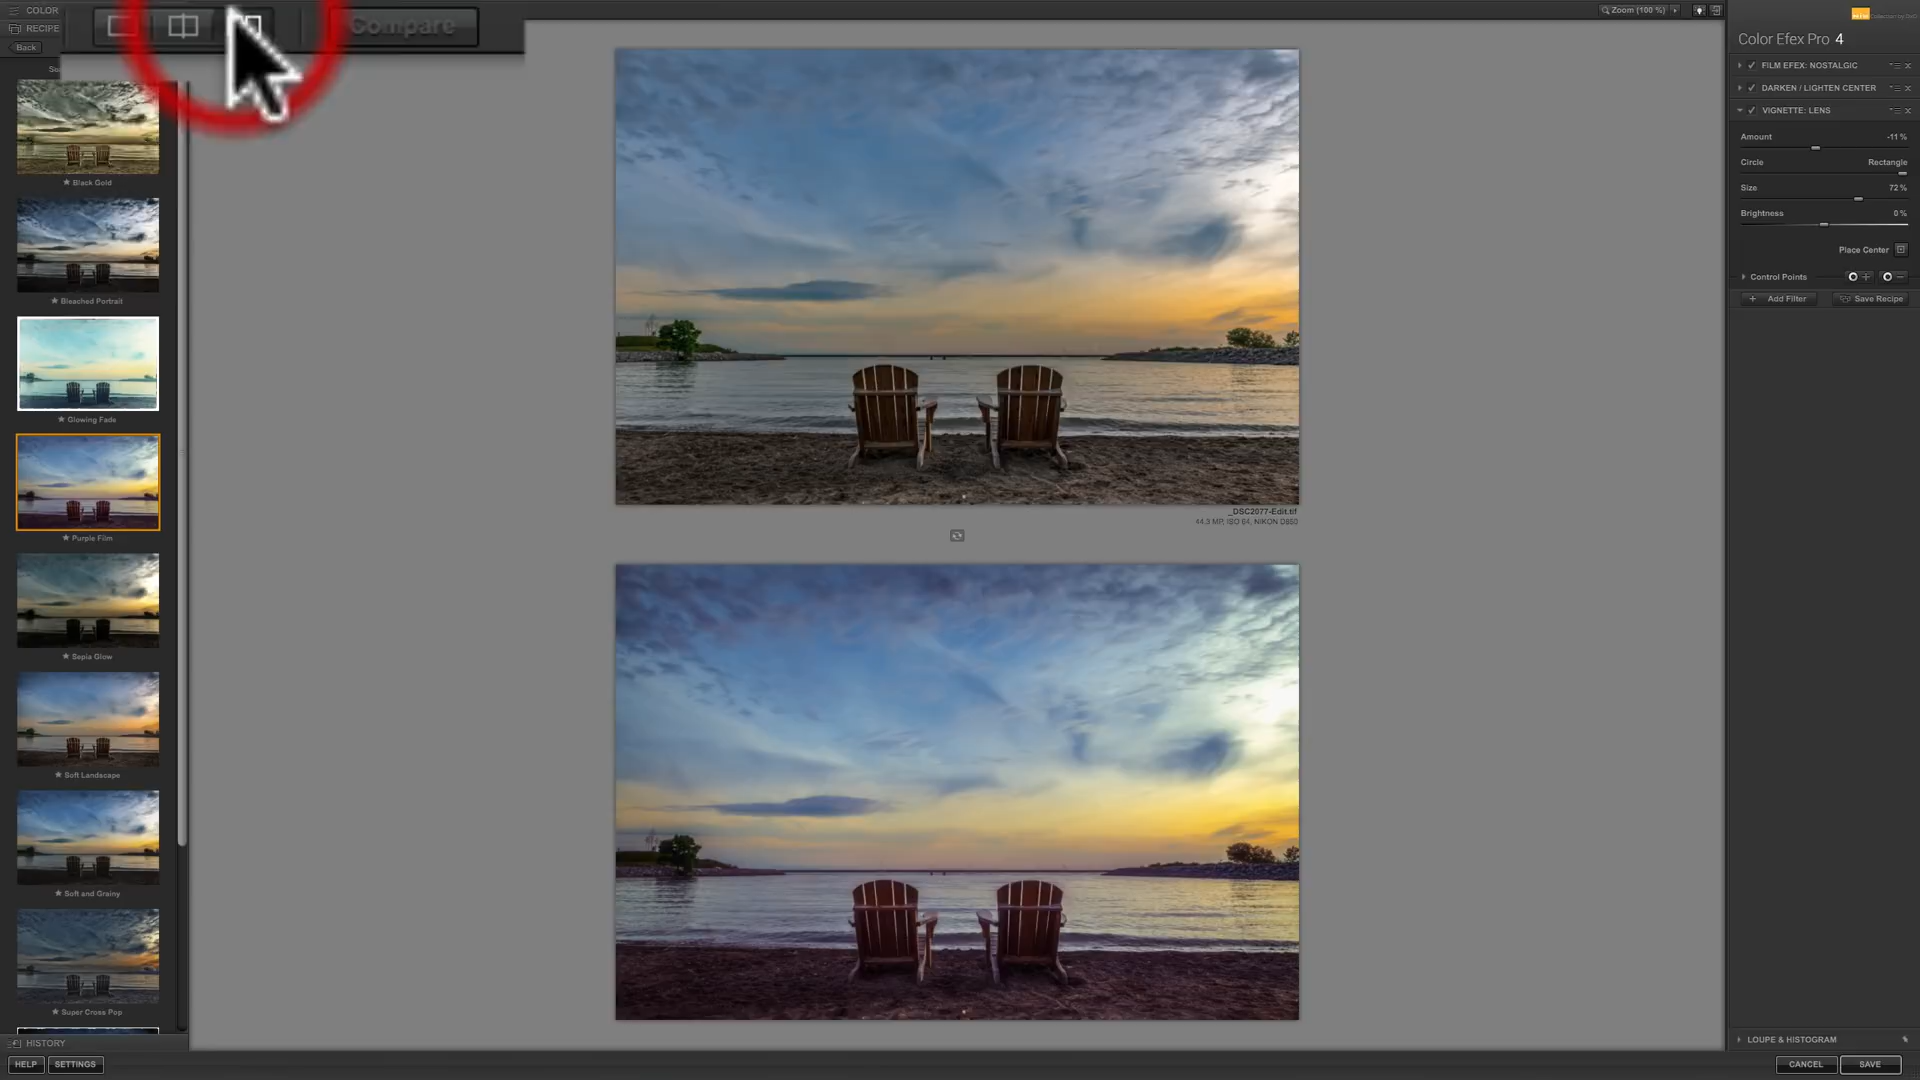 COLOR
Compare
RECIPE
Back
Black Gold
Bleached Portrait
Glowing Fade
Purple Film
Sepia Glow
Soft Landscape
Soft and Grainy
Super Cross Pop
HISTORY
HELP
SETTINGS
_DSC2077-Edit.tif
44.3 MP, ISO 64, NIKON D850
Zoom (100 %)
Color Efex Pro 4
FILM EFEX: NOSTALGIC
DARKEN / LIGHTEN CENTER
VIGNETTE: LENS
Amount -11 %
Circle Rectangle
Size 72 %
Brightness 0 %
Place Center
Control Points
Add Filter
Save Recipe
LOUPE & HISTOGRAM
CANCEL
SAVE